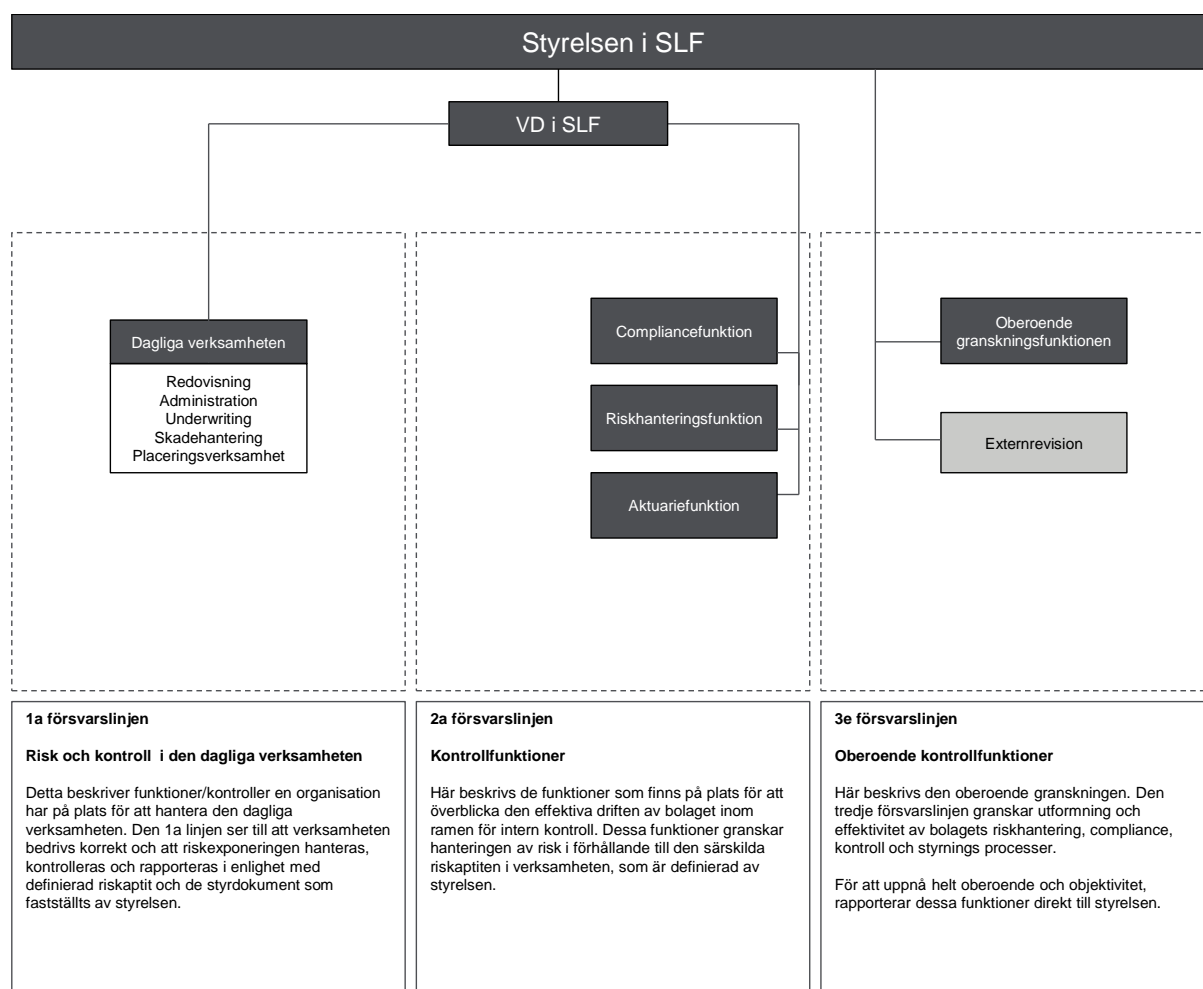 Styrelsen i SLF
VD i SLF
Dagliga verksamheten
Redovisning
Administration
Underwriting
Skadehantering
Placeringsverksamhet
Compliancefunktion
Riskhanteringsfunktion
Aktuariefunktion
Oberoende
granskningsfunktionen
Externrevision
1a försvarslinjen
Risk och kontroll i den dagliga verksamheten
Detta beskriver funktioner/kontroller en organisation
har på plats för att hantera den dagliga
verksamheten. Den 1a linjen ser till att verksamheten
bedrivs korrekt och att riskexponeringen hanteras,
kontrolleras och rapporteras i enlighet med
definierad riskaptit och de styrdokument som
fastställts av styrelsen.
2a försvarslinjen
Kontrollfunktioner
Här beskrivs de funktioner som finns på plats för att
överblicka den effektiva driften av bolaget inom
ramen för intern kontroll. Dessa funktioner granskar
hanteringen av risk i förhållande till den särskilda
riskaptiten i verksamheten, som är definierad av
styrelsen.
3e försvarslinjen
Oberoende kontrollfunktioner
Här beskrivs den oberoende granskningen. Den
tredje försvarslinjen granskar utformning och
effektivitet av bolagets riskhantering, compliance,
kontroll och styrnings processer.
För att uppnå helt oberoende och objektivitet,
rapporterar dessa funktioner direkt till styrelsen.